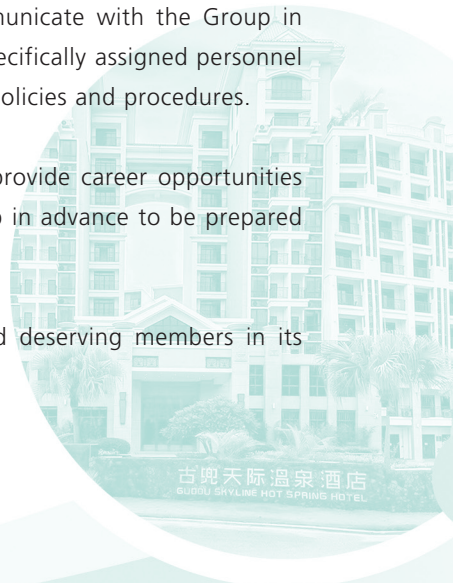 municate with the Group in
ecifically assigned personnel
policies and procedures.
provide career opportunities
p in advance to be prepared
d deserving members in its
古兜天际温泉酒店
GUDOU SKYLINE HOT SPRING HOTEL